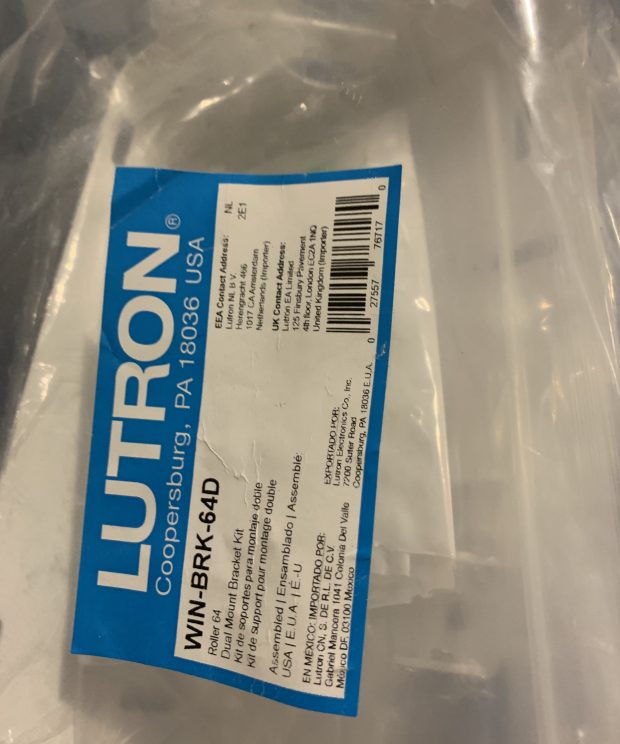 LUTRON®
Coopersburg, PA 18036 USA
WIN-BRK-64D
Roller 64
Dual Mount Bracket Kit
Kit de soportes para montaje doble
Kit de support pour montage double
Assembled | Ensamblado | Assemblé
USA | E.U.A. | É.-U
EN MEXICO: IMPORTADO POR:
Lutron CN, S. DE R.L. DE C.V.
Gabriel Mancera 1041 Colonia Del Valle
México DF, 03100 Mexico
EXPORTADO POR:
Lutron Electronics Co., Inc.
7200 Suter Road
Coopersburg, PA 18036 E.U.A.
EEA Contact Address:
Lutron NL B.V.
Herengracht 466
1017 CA Amsterdam
Netherlands (Importer)
NL
2E1
UK Contact Address:
Lutron EA Limited
125 Finsbury Pavement
4th floor, London EC2A 1NQ
United Kingdom (Importer)
0 27557 76717 0